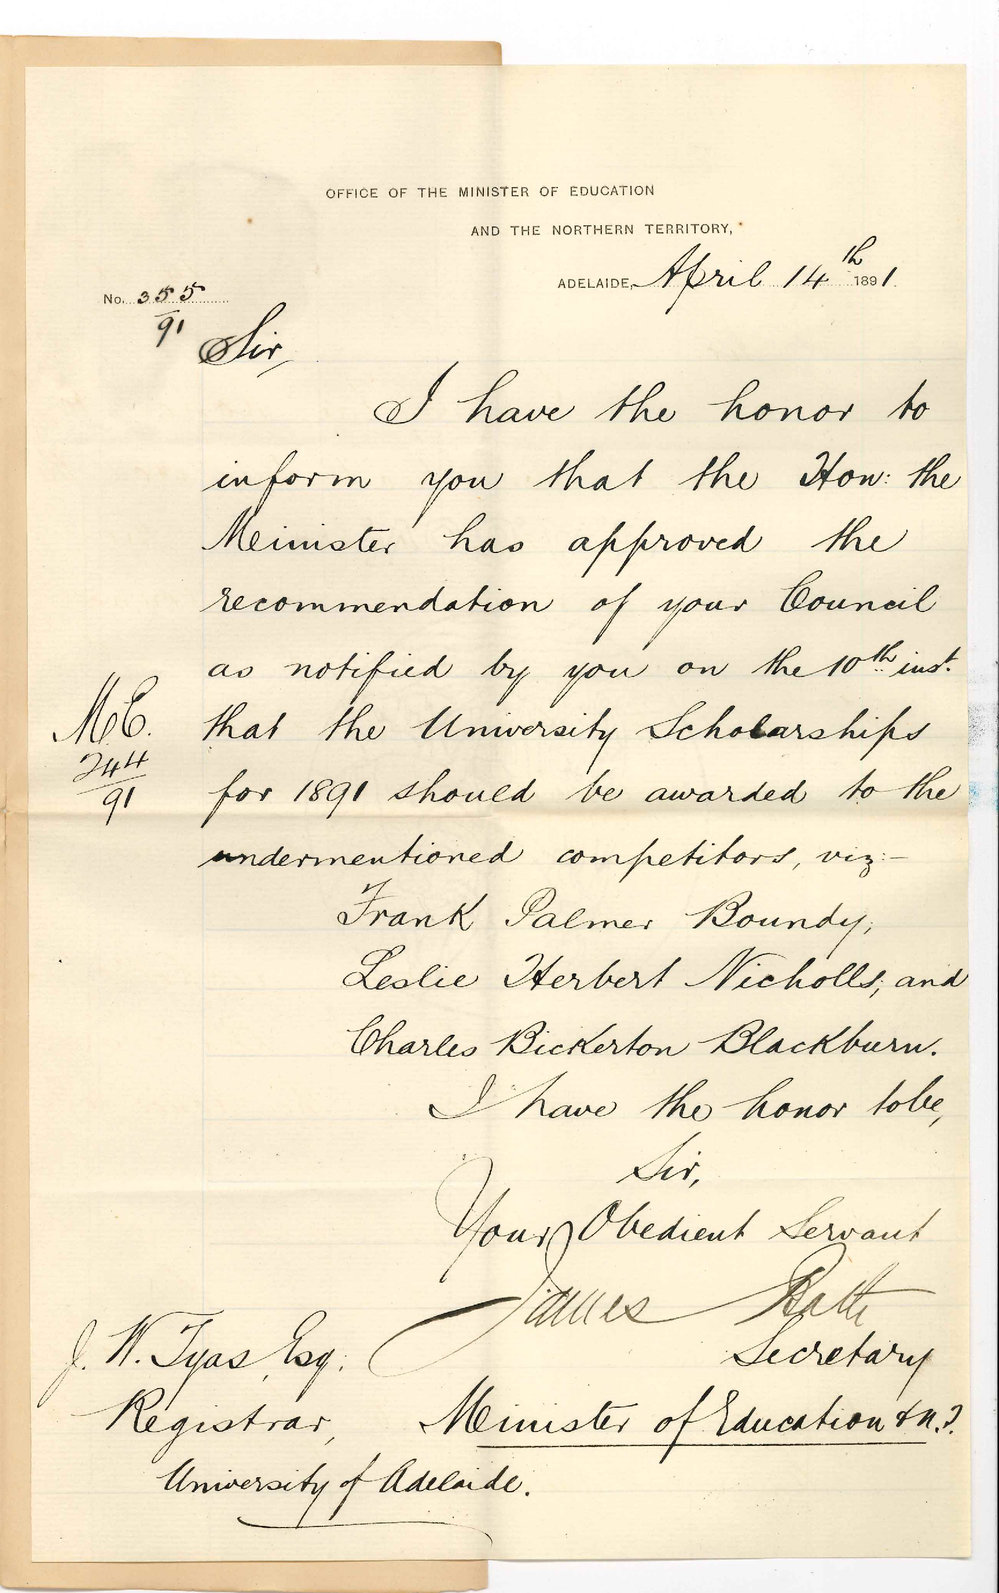 OFFICE OF THE MINISTER OF EDUCATION
AND THE NORTHERN TERRITORY,
ADELAIDE, April 14th 1891
No. 355
91
Sir,
I have the honor to
inform you that the Hon: the
Minister has approved the
recommendation of your Council
as notified by you on the 10th inst.
M.E.
244
91
that the University Scholarships
for 1891 should be awarded to the
undermentioned competitors, viz:-
Frank Palmer Boundy,
Leslie Herbert Nicholls, and
Charles Bickerton Blackburn.
I have the honor to be,
Sir,
Your Obedient Servant
James Bath
Secretary
Minister of Education & N.T.
J. W. Tyas, Esq.
Registrar,
University of Adelaide.